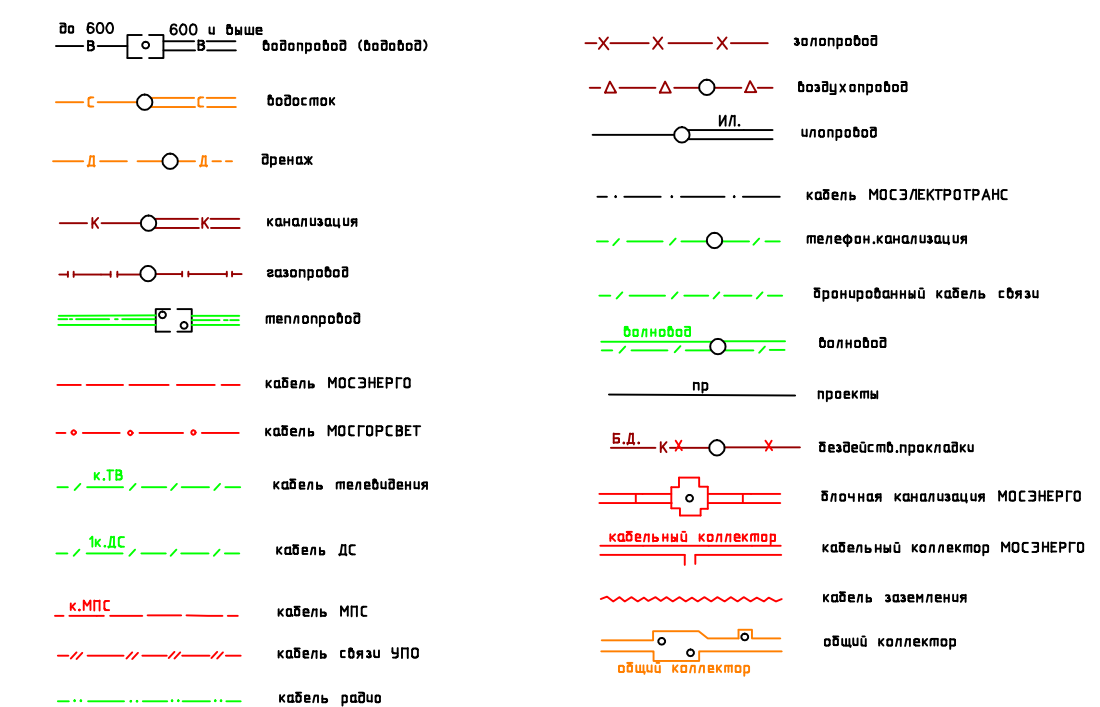 до 600 600 и выше
В В водопровод (водовод)
С С водосток
Д Д дренаж
К К канализация
газопровод
теплопровод
кабель МОСЭНЕРГО
кабель МОСГОРСВЕТ
к.ТВ
кабель телевидения
1к.ДС
кабель ДС
к.МПС
кабель МПС
кабель связи УПО
кабель радио
золопровод
воздухопровод
ИЛ.
илопровод
кабель МОСЭЛЕКТРОТРАНС
телефон.канализация
бронированный кабель связи
волновод
волновод
пр
проекты
Б.Д.
К бездейств.прокладки
блочная канализация МОСЭНЕРГО
кабельный коллектор
кабельный коллектор МОСЭНЕРГО
кабель заземления
общий коллектор
общий коллектор